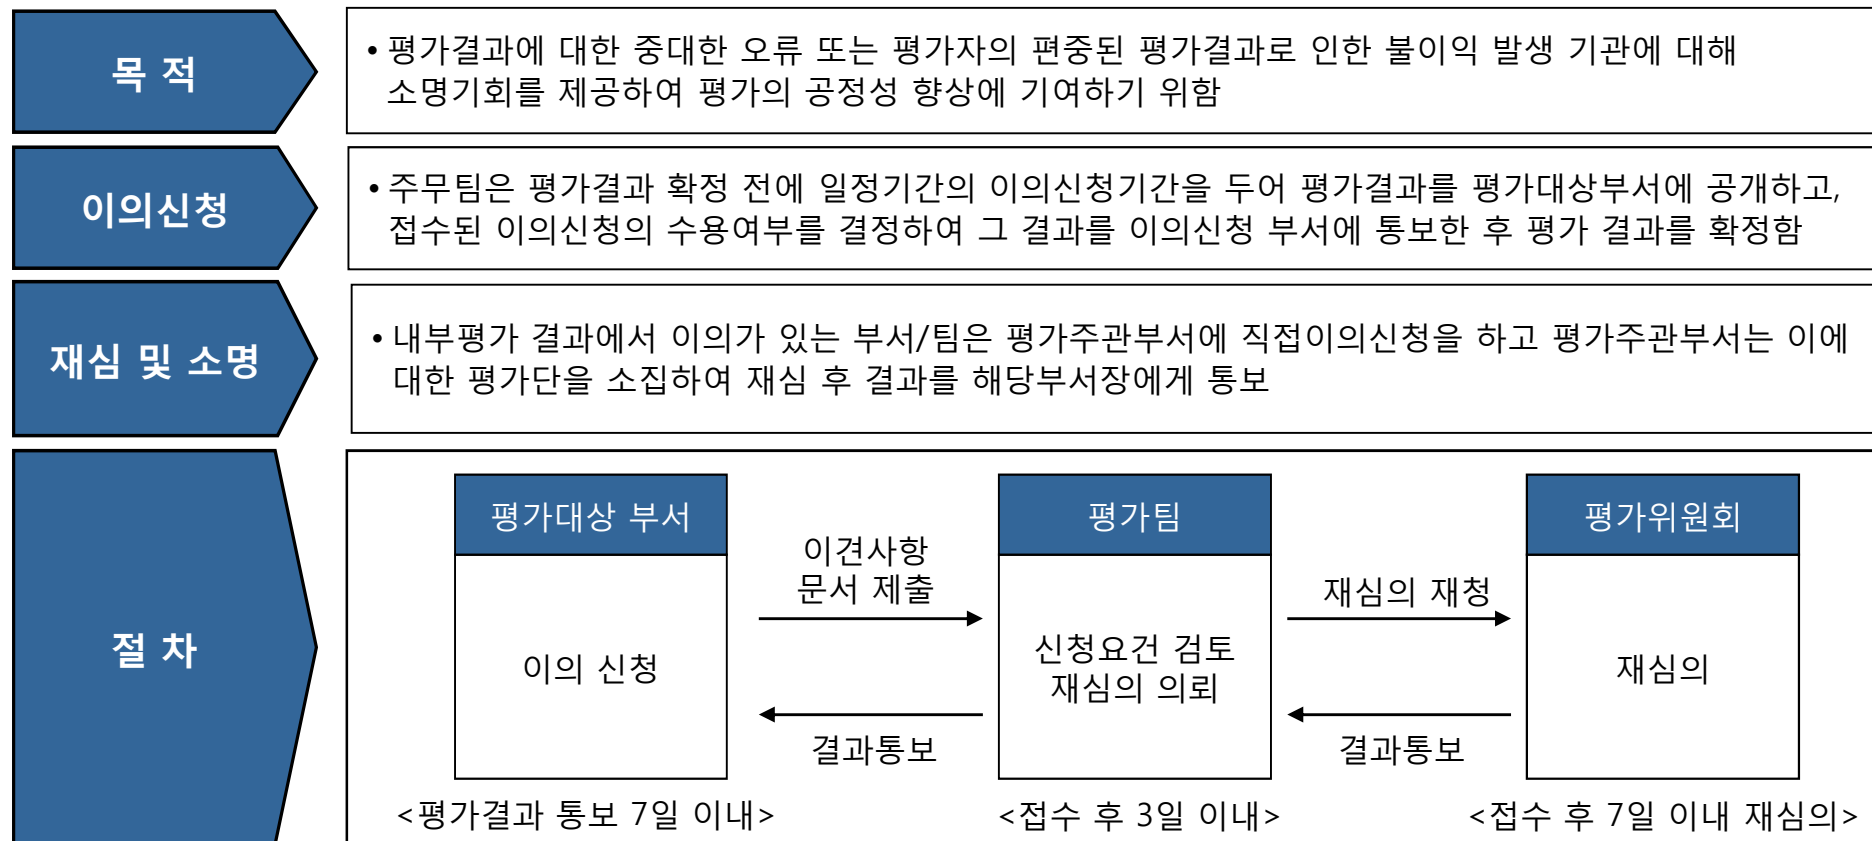 목 적
• 평가결과에 대한 중대한 오류 또는 평가자의 편중된 평가결과로 인한 불이익 발생 기관에 대해
소명기회를 제공하여 평가의 공정성 향상에 기여하기 위함
이의신청
• 주무팀은 평가결과 확정 전에 일정기간의 이의신청기간을 두어 평가결과를 평가대상부서에 공개하고,
접수된 이의신청의 수용여부를 결정하여 그 결과를 이의신청 부서에 통보한 후 평가 결과를 확정함
재심 및 소명
• 내부평가 결과에서 이의가 있는 부서/팀은 평가주관부서에 직접이의신청을 하고 평가주관부서는 이에
대한 평가단을 소집하여 재심 후 결과를 해당부서장에게 통보
절 차
평가대상 부서
이의 신청
<평가결과 통보 7일 이내>
이견사항
문서 제출
결과통보
평가팀
신청요건 검토
재심의 의뢰
<접수 후 3일 이내>
재심의 재청
결과통보
평가위원회
재심의
<접수 후 7일 이내 재심의>